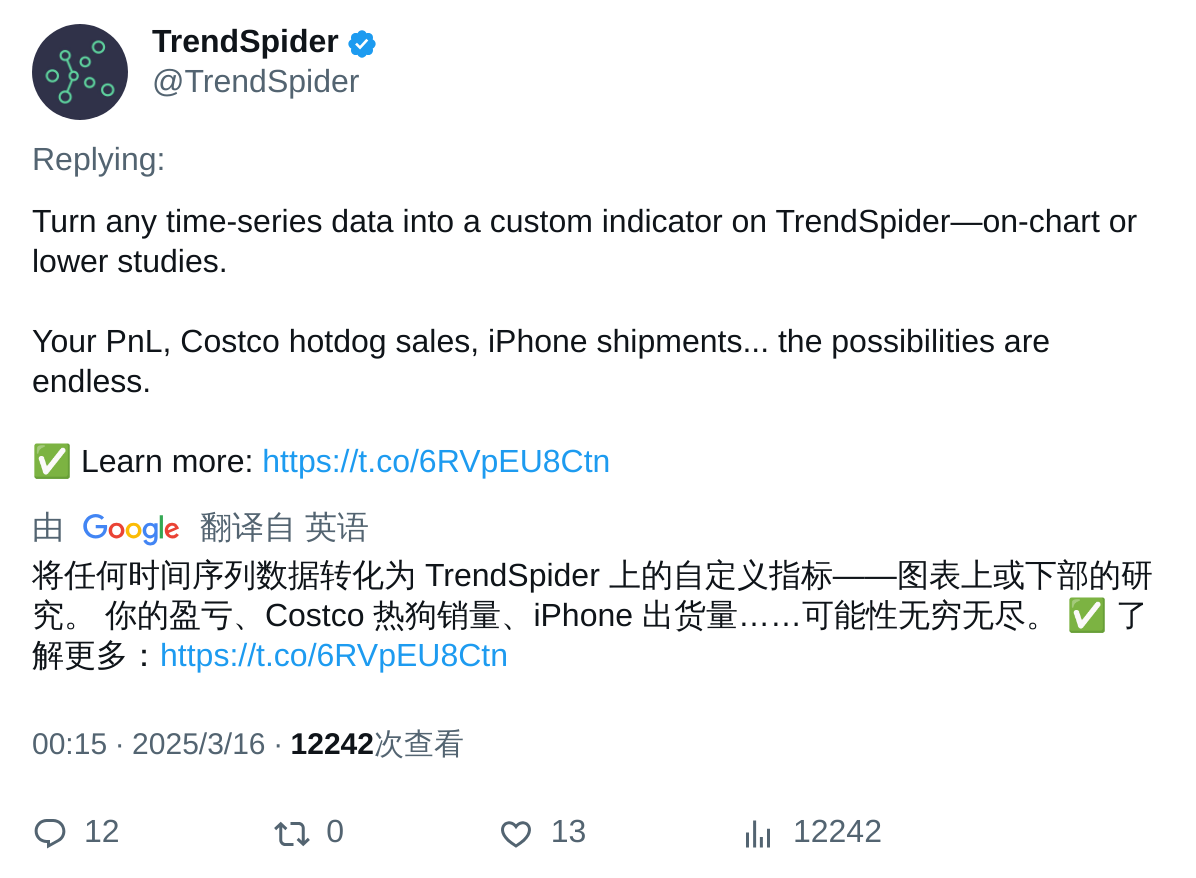 TrendSpider
@TrendSpider
Replying:
Turn any time-series data into a custom indicator on TrendSpider—on-chart or
lower studies.
Your PnL, Costco hotdog sales, iPhone shipments... the possibilities are
endless.
✅ Learn more: https://t.co/6RVpEU8Ctn
由 Google 翻译自 英语
将任何时间序列数据转化为 TrendSpider 上的自定义指标——图表上或下部的研
究。 你的盈亏、Costco 热狗销量、iPhone 出货量……可能性无穷无尽。 ✅ 了
解更多：https://t.co/6RVpEU8Ctn
00:15 · 2025/3/16 · 12242次查看
12 0 13 12242